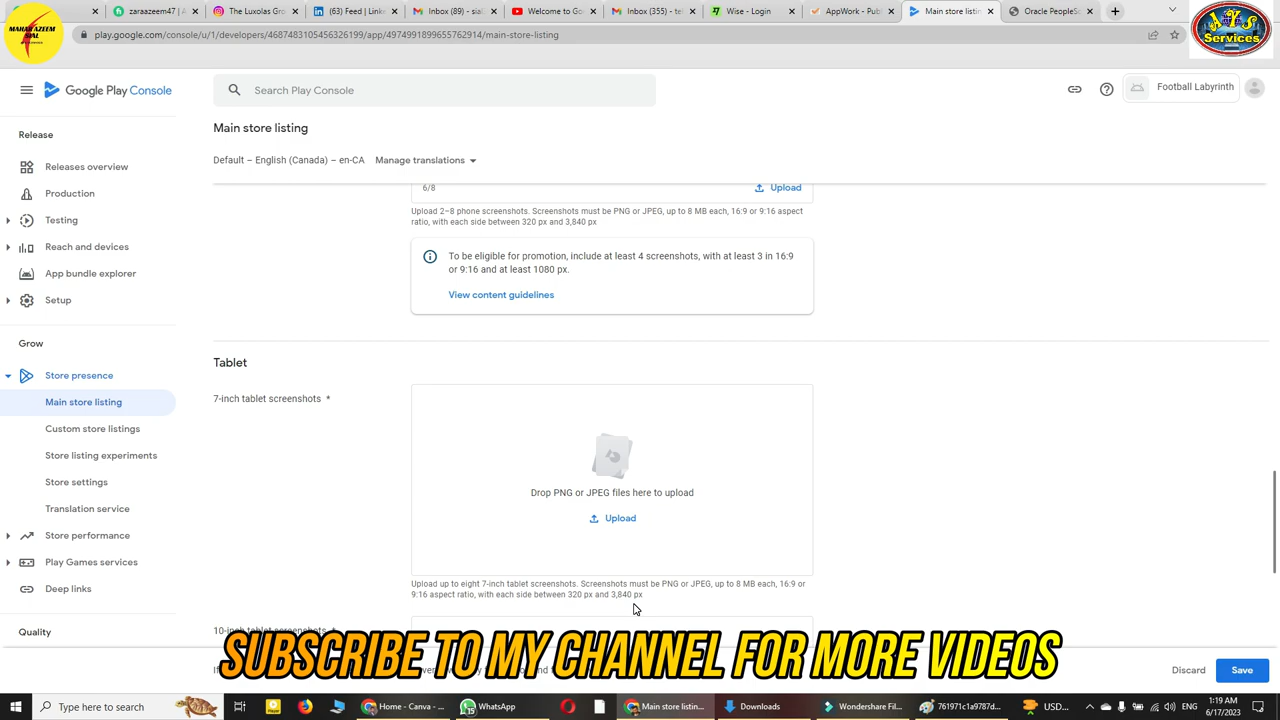 MAHAR AZEEM
SIAL
zaraazeem47@
The Luxolas Gro
(63) Feed | Link
Inbox (89) - sia
Welcome to Go
Inbox (355) - te
Wise - Login
AppWork - Pub
Main store listin
Oracle PeopleS
A.T.S
Services
play.google.com/console/u/1/developers/4687481054563261​99/app/4974991899655762514/main-store-listing
Google Play Console
Search Play Console
Football Labyrinth
Main store listing
Default – English (Canada) – en-CA Manage translations
Release
Releases overview
Production
Testing
Reach and devices
App bundle explorer
Setup
Grow
Store presence
Main store listing
Custom store listings
Store listing experiments
Store settings
Translation service
Store performance
Play Games services
Deep links
Quality
6/8
Upload
Upload 2–8 phone screenshots. Screenshots must be PNG or JPEG, up to 8 MB each, 16:9 or 9:16 aspect
ratio, with each side between 320 px and 3,840 px
To be eligible for promotion, include at least 4 screenshots, with at least 3 in 16:9
or 9:16 and at least 1080 px.
View content guidelines
Tablet
7-inch tablet screenshots *
Drop PNG or JPEG files here to upload
Upload
Upload up to eight 7-inch tablet screenshots. Screenshots must be PNG or JPEG, up to 8 MB each, 16:9 or
9:16 aspect ratio, with each side between 320 px and 3,840 px
10-inch tablet screenshots *
SUBSCRIBE TO MY CHANNEL FOR MORE VIDEOS
Discard
Save
Type here to search
Home - Canva - ...
WhatsApp
Main store listin...
Downloads
Wondershare Fil...
761971c1a9787d...
USD...
1:19 AM
6/17/2023